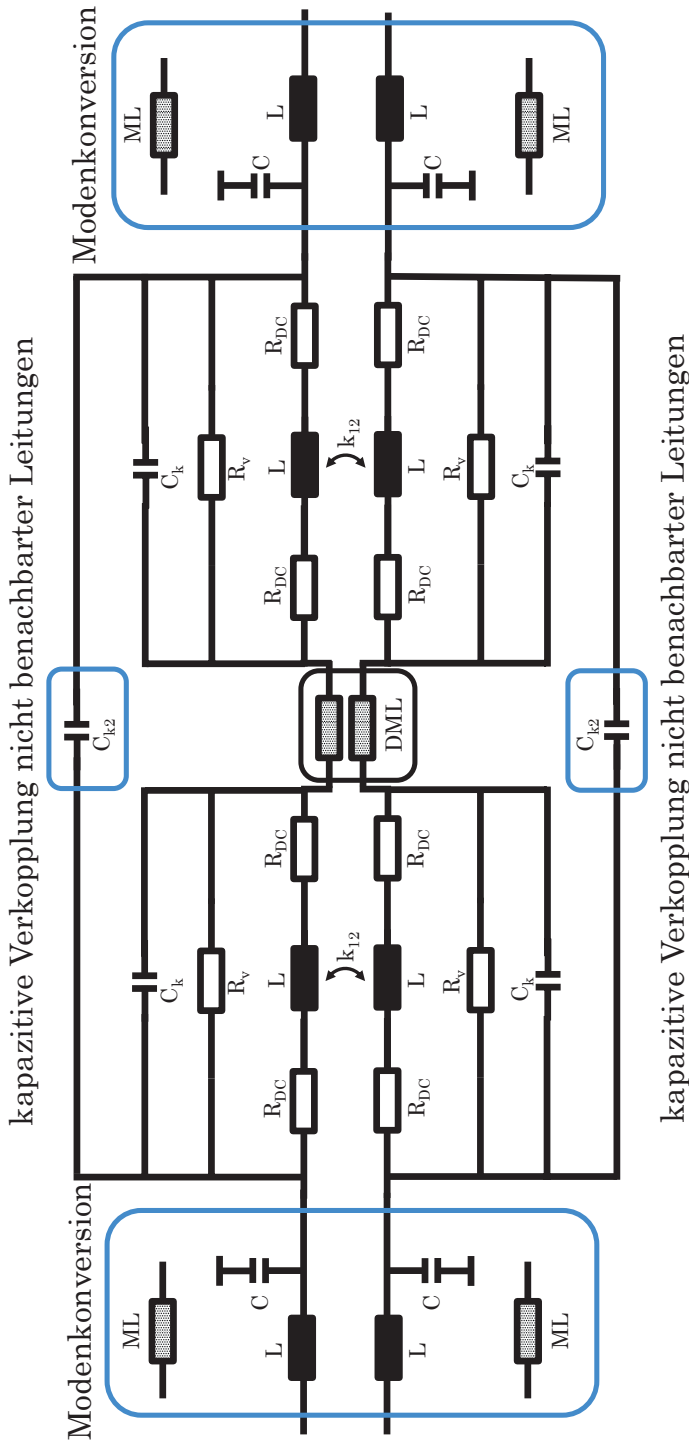 kapazitive Verkopplung nicht benachbarter Leitungen
Modenkonversion
Modenkonversion
C_k2
ML
ML
C_k
C_k
R_v
R_v
C
C
L
R_DC
L
R_DC
R_DC
L
R_DC
L
k_12
k_12
DML
L
R_DC
L
R_DC
R_DC
L
R_DC
L
C
C
R_v
R_v
C_k
C_k
ML
ML
C_k2
kapazitive Verkopplung nicht benachbarter Leitungen